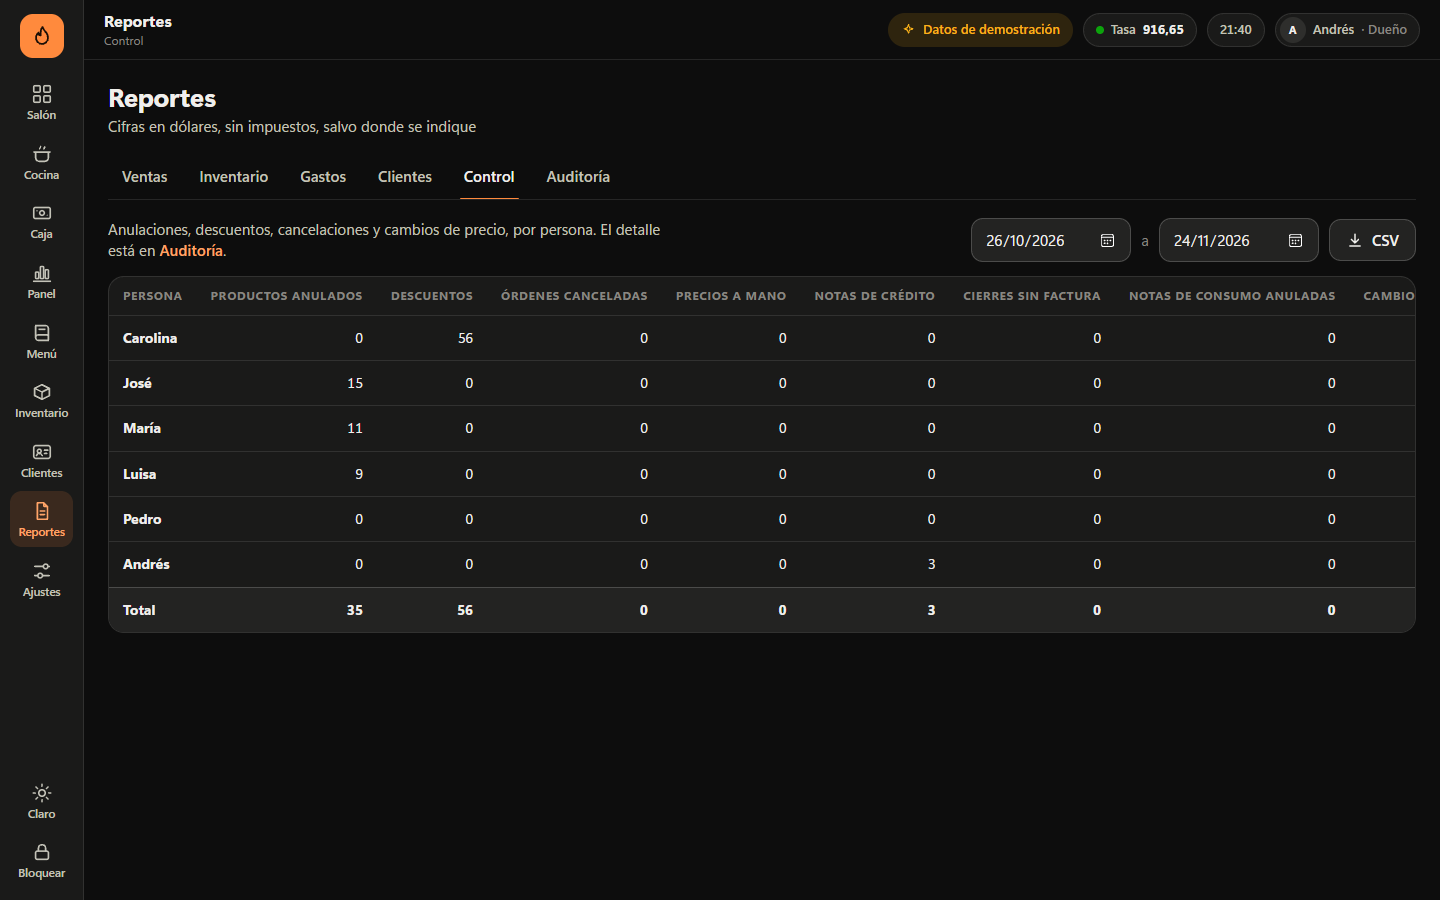 Reportes
Control
Datos de demostración
Tasa 916,65
21:40
A Andrés · Dueño
Salón
Cocina
Caja
Panel
Menú
Inventario
Clientes
Reportes
Ajustes
Claro
Bloquear
Reportes
Cifras en dólares, sin impuestos, salvo donde se indique
Ventas Inventario Gastos Clientes Control Auditoría
Anulaciones, descuentos, cancelaciones y cambios de precio, por persona. El detalle
está en Auditoría.
26/10/2026 a 24/11/2026 CSV
PERSONA PRODUCTOS ANULADOS DESCUENTOS ÓRDENES CANCELADAS PRECIOS A MANO NOTAS DE CRÉDITO CIERRES SIN FACTURA NOTAS DE CONSUMO ANULADAS CAMBIO
Carolina 0 56 0 0 0 0 0
José 15 0 0 0 0 0 0
María 11 0 0 0 0 0 0
Luisa 9 0 0 0 0 0 0
Pedro 0 0 0 0 0 0 0
Andrés 0 0 0 0 3 0 0
Total 35 56 0 0 3 0 0